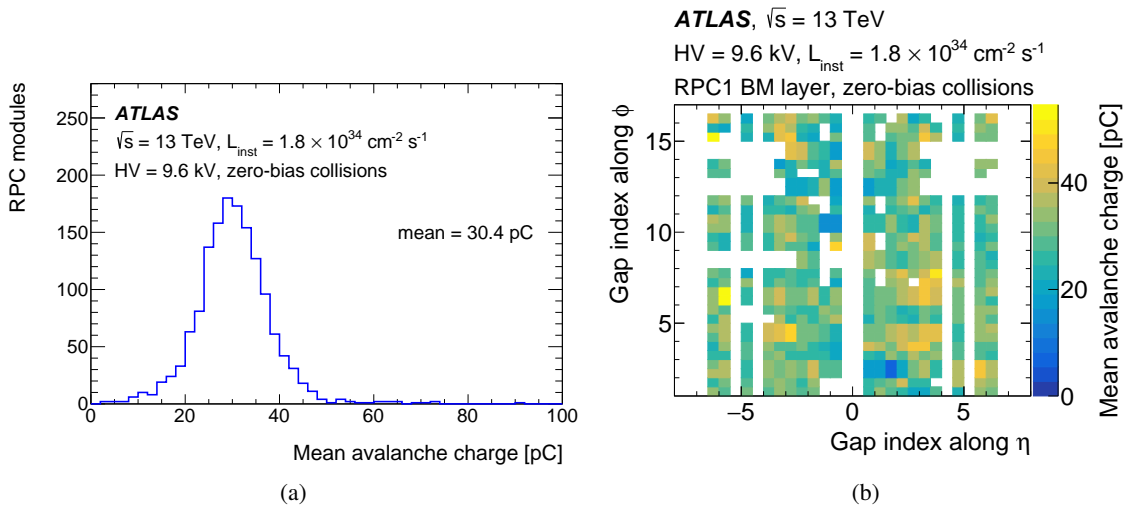 ATLAS
√s = 13 TeV, L_inst = 1.8 × 10^34 cm^-2 s^-1
HV = 9.6 kV, zero-bias collisions
mean = 30.4 pC
RPC modules
250
200
150
100
50
0
0 20 40 60 80 100
Mean avalanche charge [pC]
(a)
ATLAS, √s = 13 TeV
HV = 9.6 kV, L_inst = 1.8 × 10^34 cm^-2 s^-1
RPC1 BM layer, zero-bias collisions
Gap index along ϕ
15
10
5
−5 0 5
Gap index along η
40
20
0
Mean avalanche charge [pC]
(b)